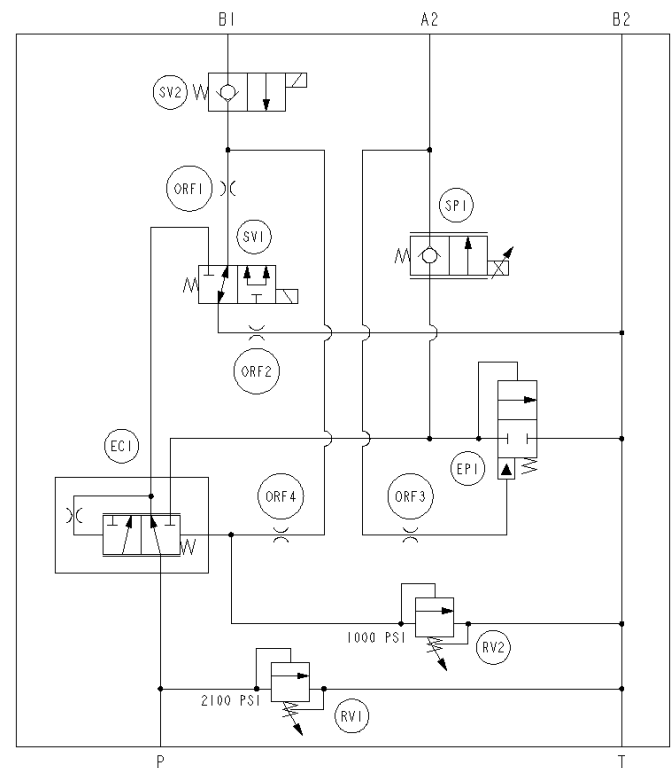 B1 A2 B2
SV2
ORF1
SP1
SV1
ORF2
EC1
EP1
ORF4 ORF3
1000 PSI
RV2
2100 PSI
RV1
P T